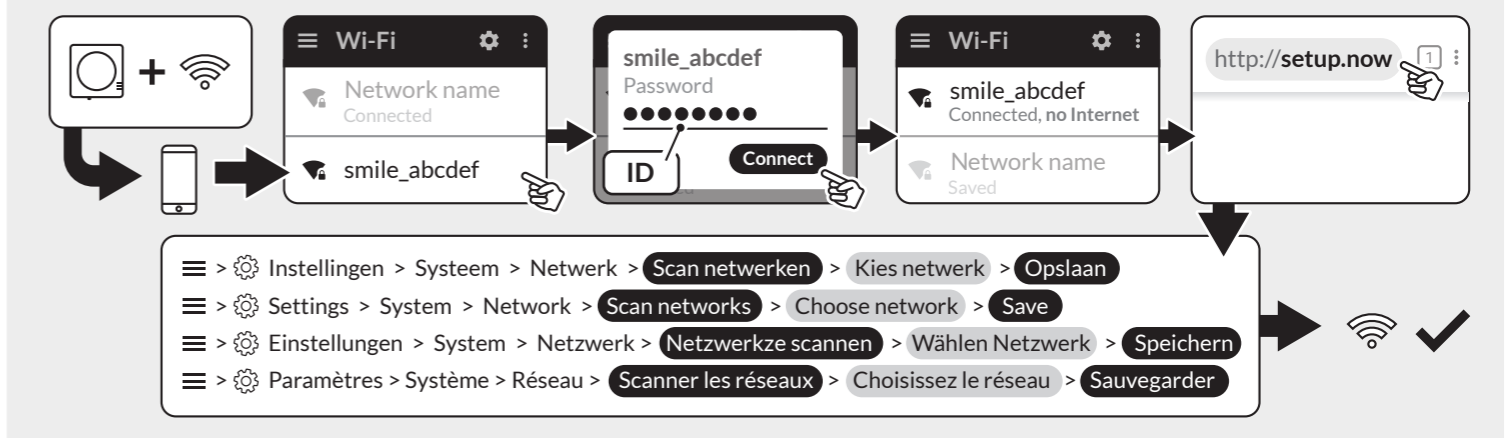 Wi-Fi
Network name
Connected
smile_abcdef
smile_abcdef
Password
●●●●●●●●
ID
Connect
Wi-Fi
smile_abcdef
Connected, no Internet
Network name
Saved
http://setup.now
1
> Instellingen > Systeem > Netwerk > Scan netwerken > Kies netwerk > Opslaan
> Settings > System > Network > Scan networks > Choose network > Save
> Einstellungen > System > Netzwerk > Netzwerkze scannen > Wählen Netzwerk > Speichern
> Paramètres > Système > Réseau > Scanner les réseaux > Choisissez le réseau > Sauvegarder